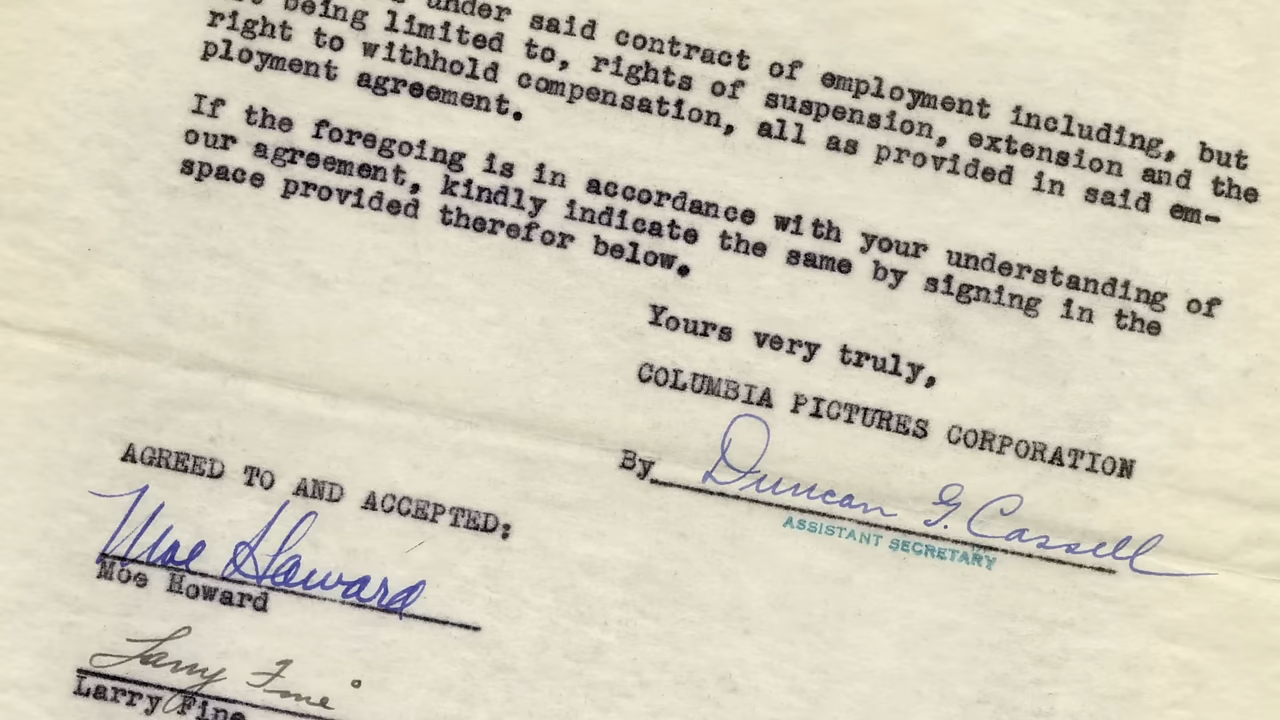 under said contract of employment including, but
being limited to, rights of suspension, extension and the
right to withhold compensation, all as provided in said em-
ployment agreement.
If the foregoing is in accordance with your understanding of
our agreement, kindly indicate the same by signing in the
space provided therefor below.
Yours very truly,
COLUMBIA PICTURES CORPORATION
By Duncan G. Cassell
ASSISTANT SECRETARY
AGREED TO AND ACCEPTED:
Moe Howard
Moe Howard
Larry Fine
Larry Fine